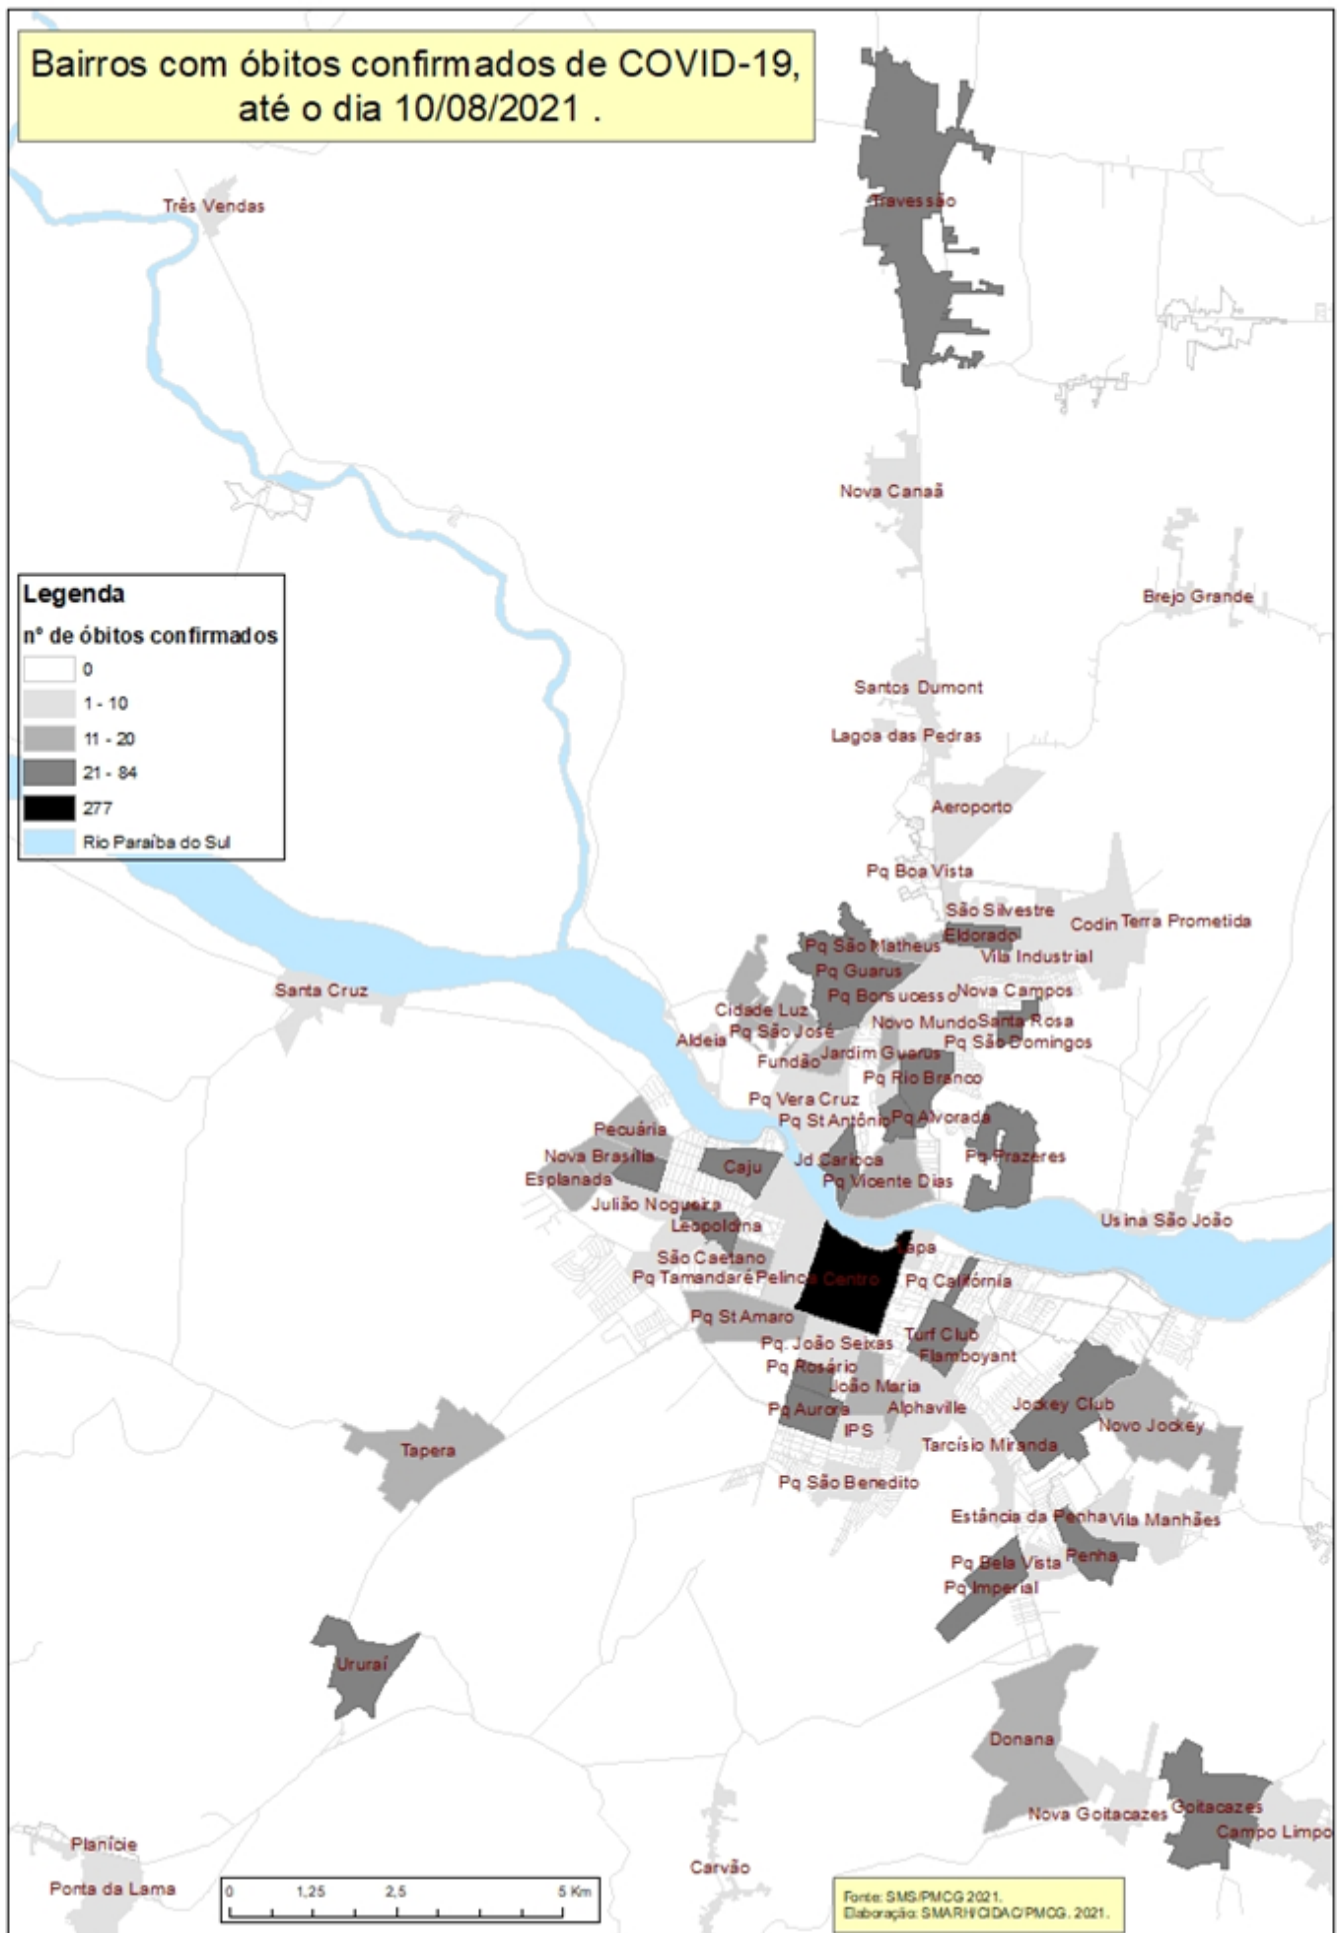 Bairros com óbitos confirmados de COVID-19,
até o dia 10/08/2021 .
Três Vendas
Travessão
Nova Canaã
Legenda
nº de óbitos confirmados
0
1 - 10
11 - 20
21 - 84
277
Rio Paraíba do Sul
Brejo Grande
Santos Dumont
Lagoa das Pedras
Aeroporto
Pq Boa Vista
São Silvestre
Codin
Terra Prometida
Eldorado
Pq São Matheus
Vila Industrial
Pq Guarus
Santa Cruz
Pq Bonsucesso
Nova Campos
Cidade Luz
Novo Mundo
Santa Rosa
Pq São José
Aldeia
Pq São Domingos
Fundão
Jardim Guarus
Pq Rio Branco
Pq Vera Cruz
Pq St Antônio
Pq Alvorada
Pecuária
Nova Brasília
Caju
Jd Carioca
Pq Prazeres
Esplanada
Pq Vicente Dias
Julião Nogueira
Leopoldina
Usina São João
Lapa
São Caetano
Pq Tamandaré
Pelinca
Centro
Pq Califórnia
Pq St Amaro
Turf Club
Pq. João Seixas
Flamboyant
Pq Rosário
João Maria
Pq Aurora
Alphaville
Jockey Club
Novo Jockey
IPS
Tapera
Tarcísio Miranda
Pq São Benedito
Estância da Penha
Vila Manhães
Pq Bela Vista
Penha
Pq Imperial
Ururaí
Donana
Nova Goitacazes
Goitacazes
Campo Limpo
Planície
Carvão
Ponta da Lama
0 1,25 2,5 5 Km
Fonte: SMS/PMCG 2021.
Elaboração: SMARH/CIDAC/PMCG. 2021.